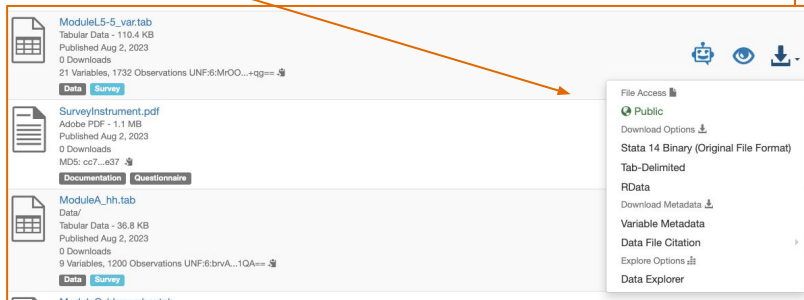 ModuleL5-5_var.tab
Tabular Data - 110.4 KB
Published Aug 2, 2023
0 Downloads
21 Variables, 1732 Observations UNF:6:MrOO...+qg==
Data Survey
SurveyInstrument.pdf
Adobe PDF - 1.1 MB
Published Aug 2, 2023
0 Downloads
MD5: cc7...e37
Documentation Questionnaire
ModuleA_hh.tab
Data/
Tabular Data - 36.8 KB
Published Aug 2, 2023
0 Downloads
9 Variables, 1200 Observations UNF:6:brvA...1QA==
Data Survey
File Access
Public
Download Options
Stata 14 Binary (Original File Format)
Tab-Delimited
RData
Download Metadata
Variable Metadata
Data File Citation
Explore Options
Data Explorer